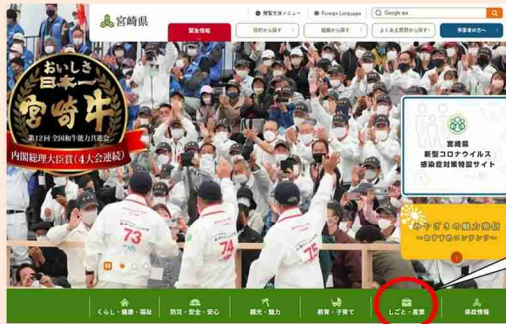 宮崎県
閲覧支援メニュー
Foreign Language
緊急情報
目的から探す
組織から探す
よくある質問から探す
事業者の方へ
おいしさ
日本一
宮崎牛
第12回 全国和牛能力共進会
内閣総理大臣賞(4大会連続)
73
74
75
宮崎県
新型コロナウイルス
感染症対策特設サイト
みやざきの魅力発信
~おすすめコンテンツ~
くらし・健康・福祉
防災・安全・安心
観光・魅力
教育・子育て
しごと・産業
県政情報